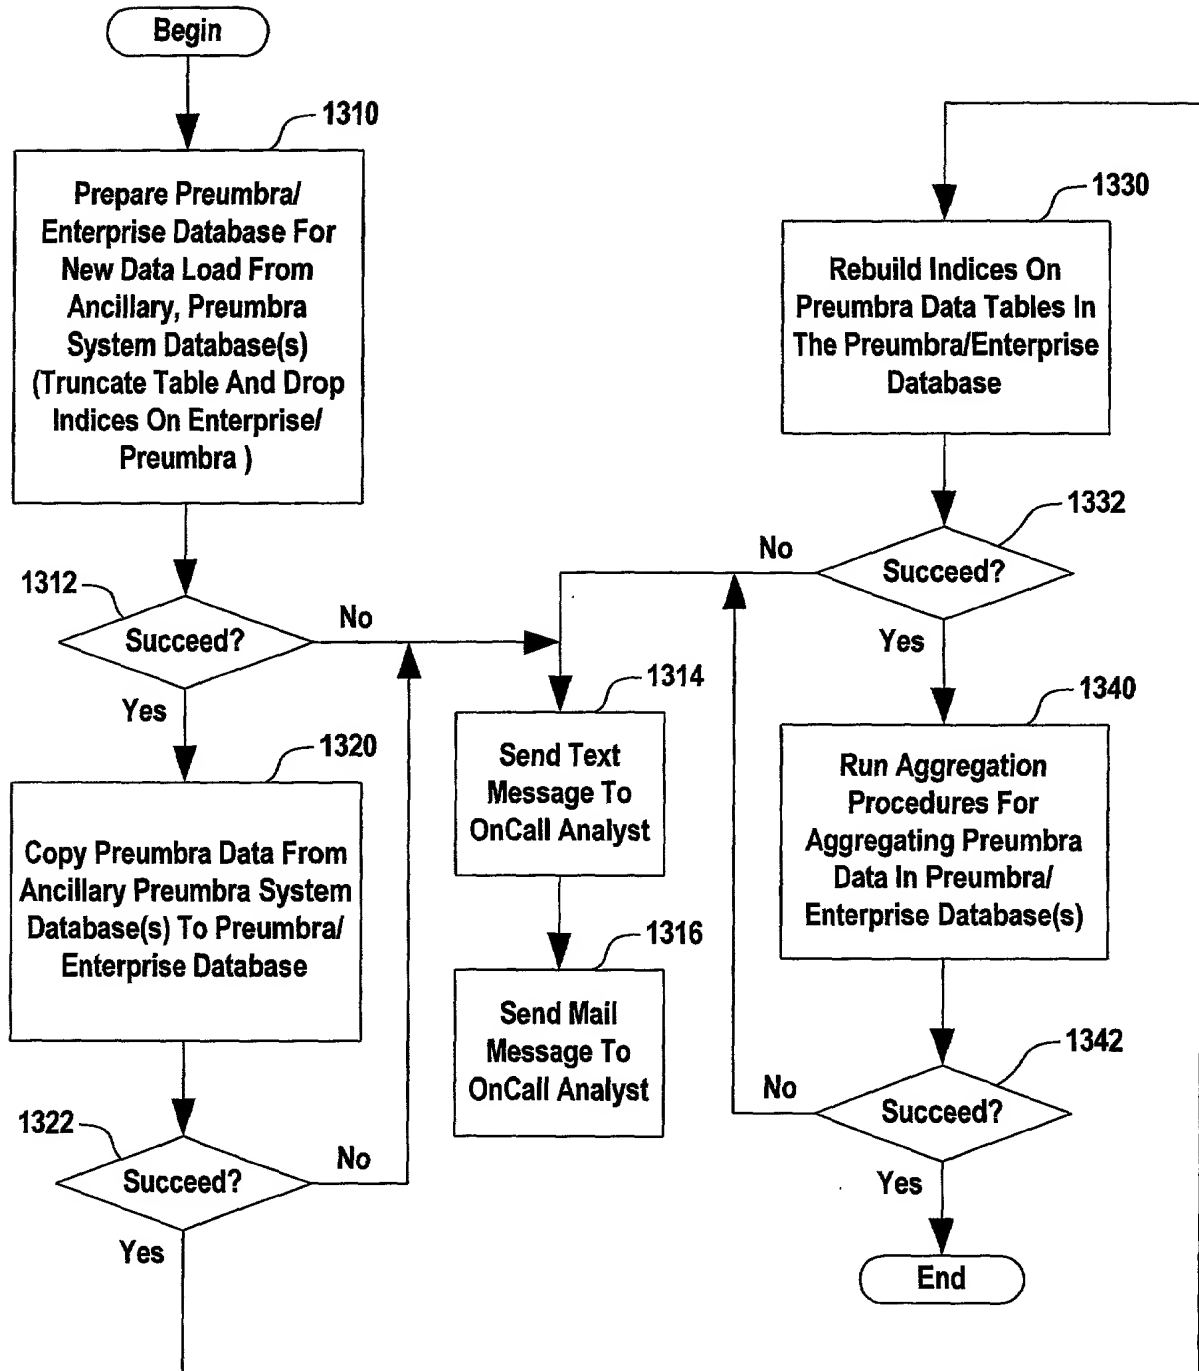 Begin
1310
Prepare Preumbra/
Enterprise Database For
New Data Load From
Ancillary, Preumbra
System Database(s)
(Truncate Table And Drop
Indices On Enterprise/
Preumbra )
1312
Succeed?
No
Yes
1320
Copy Preumbra Data From
Ancillary Preumbra System
Database(s) To Preumbra/
Enterprise Database
1322
Succeed?
No
Yes
1314
Send Text
Message To
OnCall Analyst
1316
Send Mail
Message To
OnCall Analyst
1330
Rebuild Indices On
Preumbra Data Tables In
The Preumbra/Enterprise
Database
1332
Succeed?
No
Yes
1340
Run Aggregation
Procedures For
Aggregating Preumbra
Data In Preumbra/
Enterprise Database(s)
1342
Succeed?
No
Yes
End